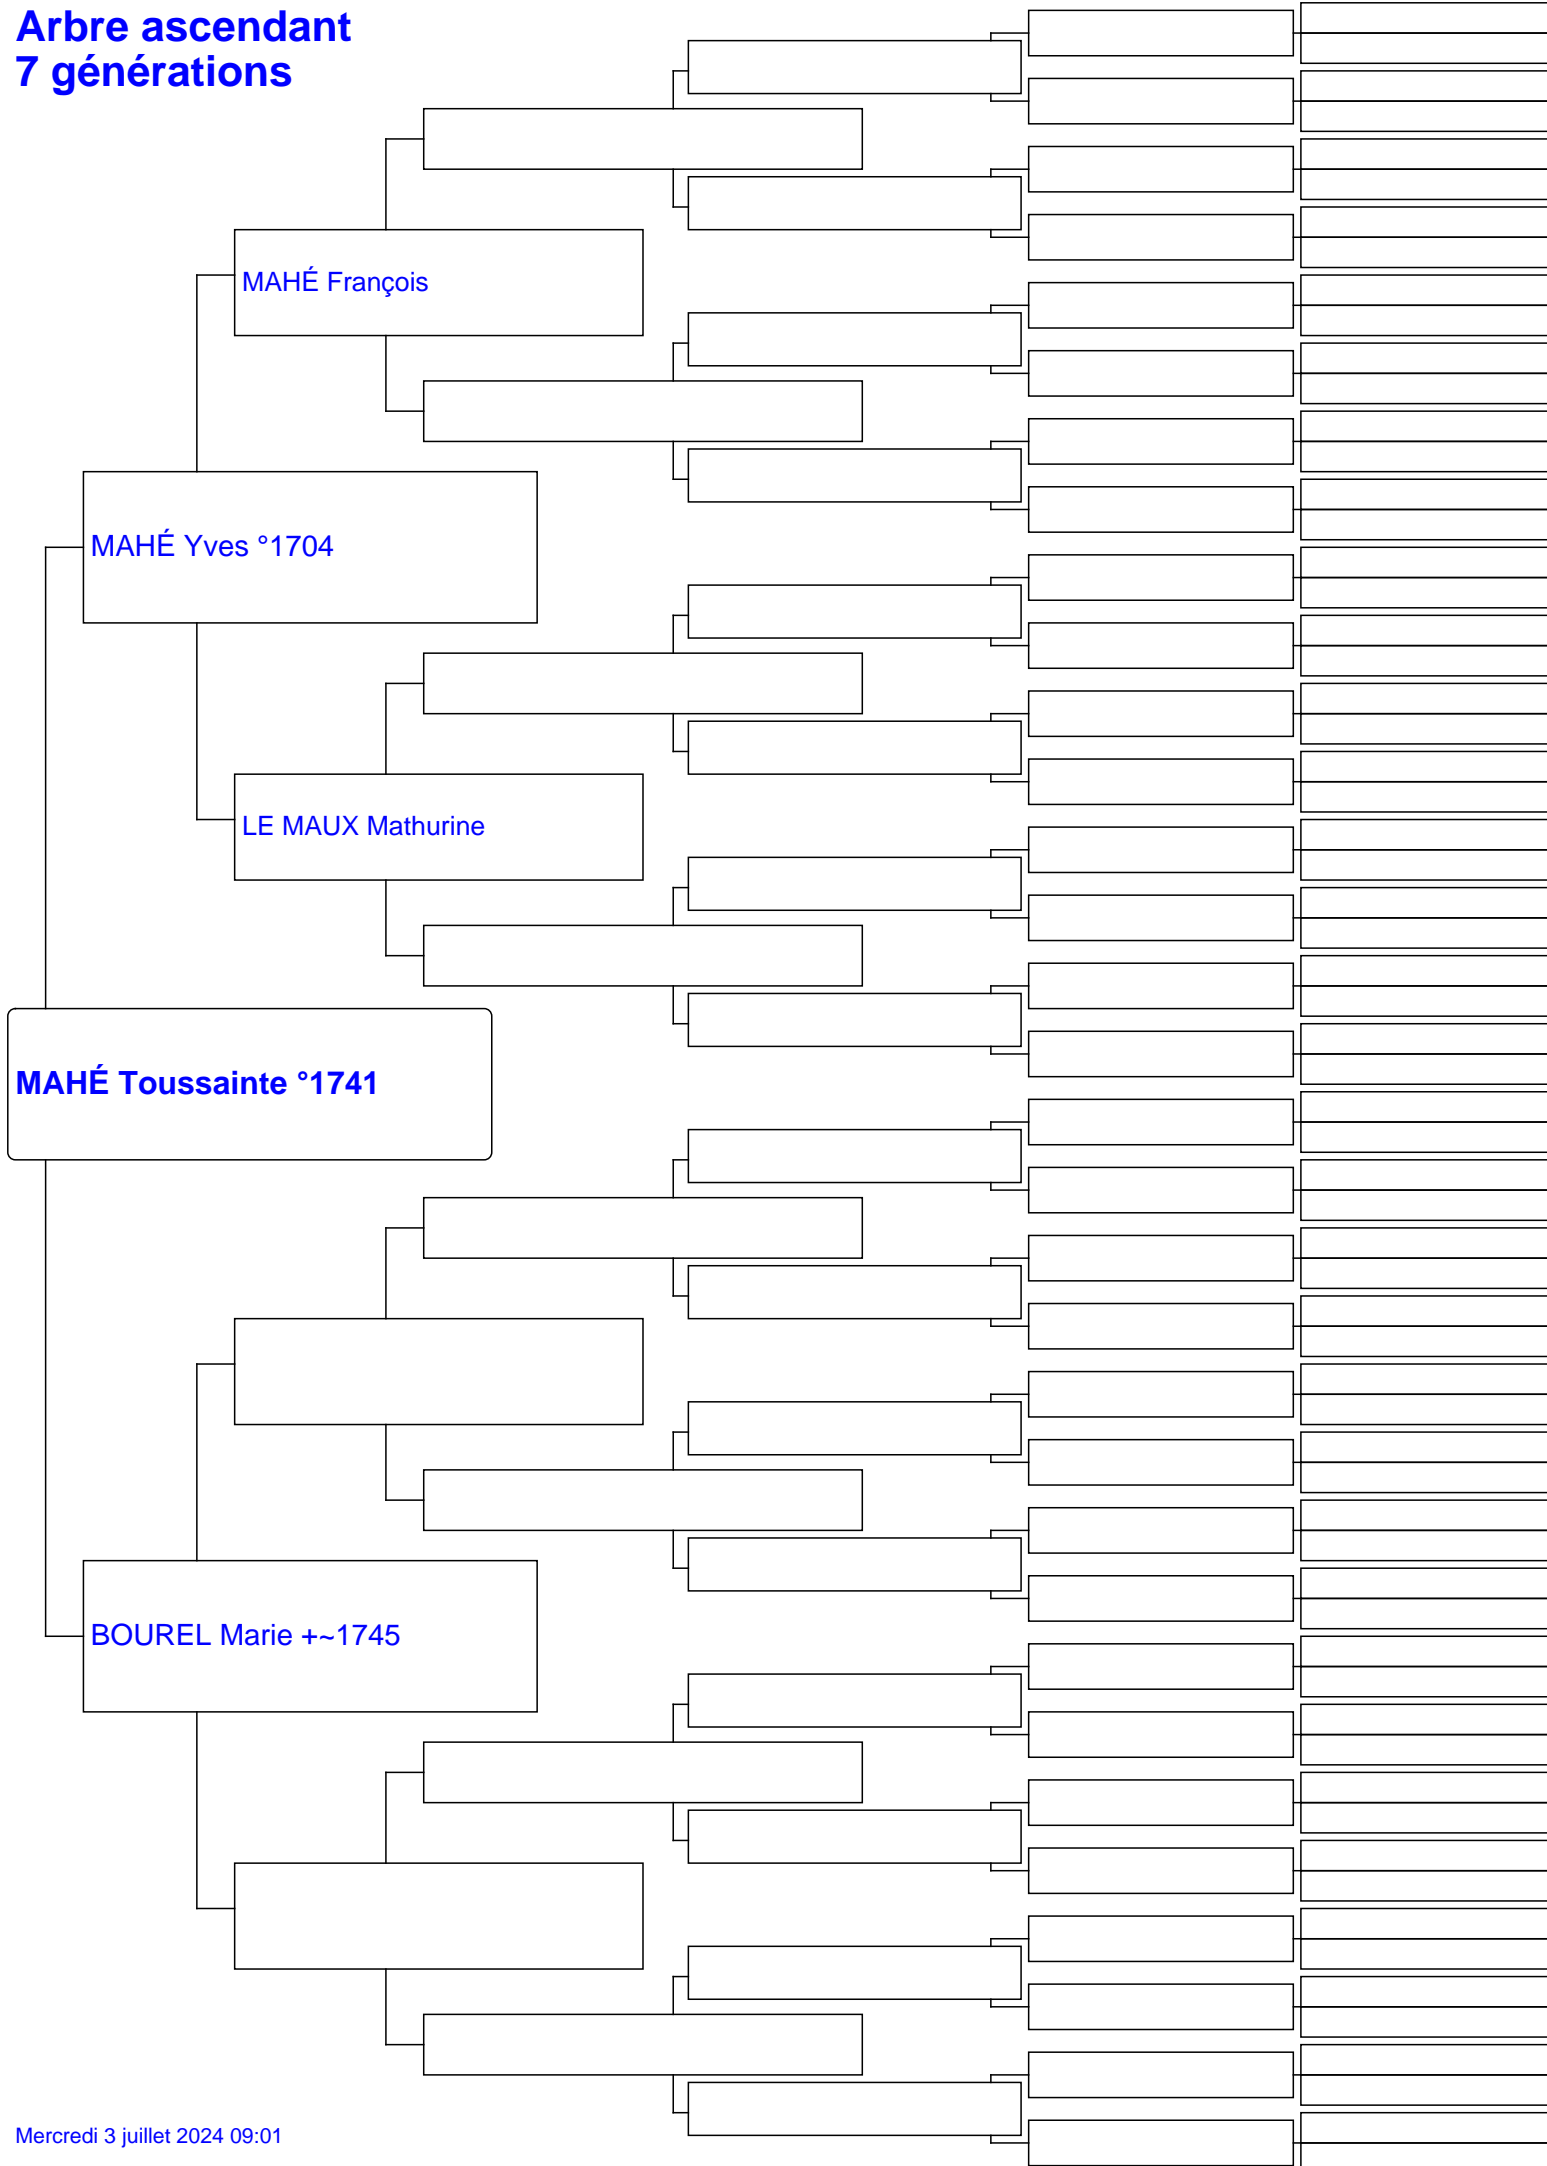 Arbre ascendant
7 générations
MAHÉ François
MAHÉ Yves °1704
LE MAUX Mathurine
MAHÉ Toussainte °1741
BOUREL Marie +~1745
Mercredi 3 juillet 2024 09:01